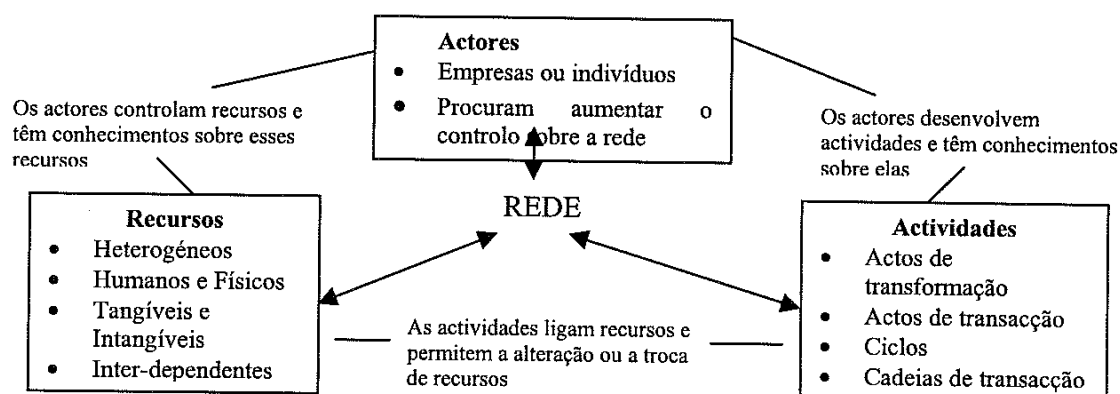 Actores
• Empresas ou indivíduos
• Procuram aumentar o
controlo sobre a rede
Os actores controlam recursos e
têm conhecimentos sobre esses
recursos
Os actores desenvolvem
actividades e têm conhecimentos
sobre elas
REDE
Recursos
• Heterogéneos
• Humanos e Físicos
• Tangíveis e
Intangíveis
• Inter-dependentes
Actividades
• Actos de
transformação
• Actos de transacção
• Ciclos
• Cadeias de transacção
As actividades ligam recursos e
permitem a alteração ou a troca
de recursos